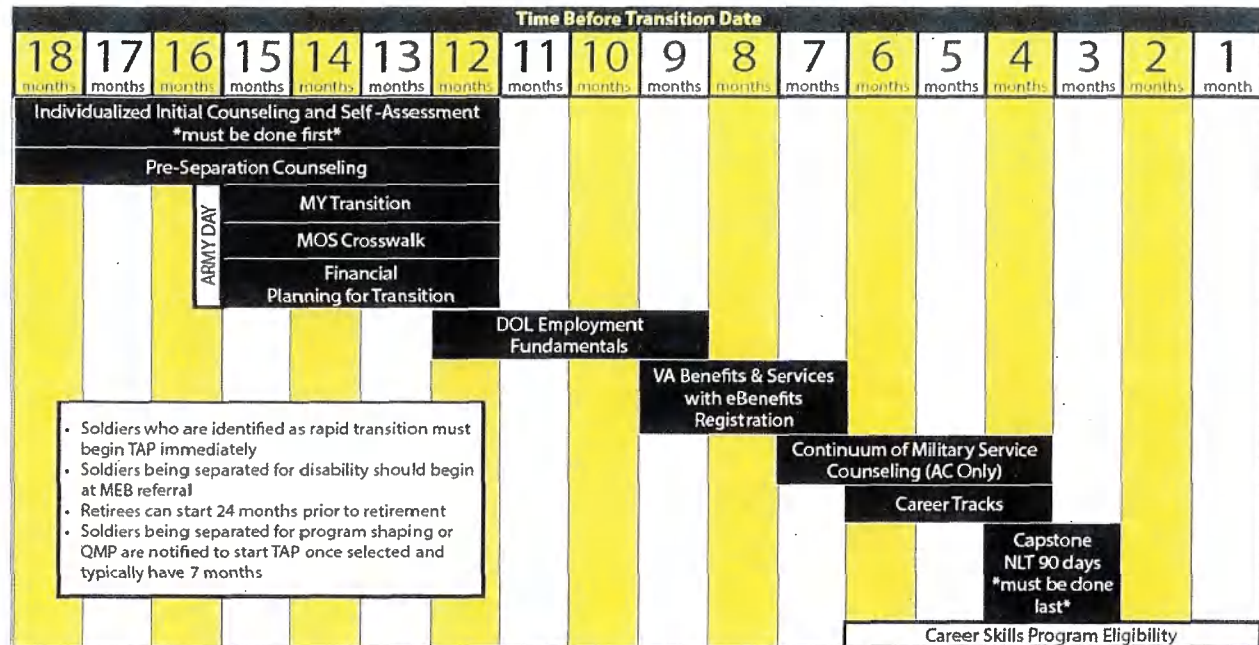 Time Before Transition Date
18 17 16 15 14 13 12 11 10 9 8 7 6 5 4 3 2 1
months months months months months months months months months months months months months months months months months month
Individualized Initial Counseling and Self-Assessment
*must be done first*
Pre-Separation Counseling
ARMY DAY
MY Transition
MOS Crosswalk
Financial
Planning for Transition
DOL Employment
Fundamentals
VA Benefits & Services
with eBenefits
Registration
• Soldiers who are identified as rapid transition must
begin TAP immediately
• Soldiers being separated for disability should begin
at MEB referral
• Retirees can start 24 months prior to retirement
• Soldiers being separated for program shaping or
QMP are notified to start TAP once selected and
typically have 7 months
Continuum of Military Service
Counseling (AC Only)
Career Tracks
Capstone
NLT 90 days
*must be done
last*
Career Skills Program Eligibility